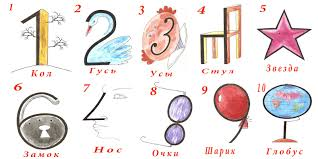 1 2 3 4 5
Кол Гусь Усы Стул Звезда
6 7 8 9 10
Замок Нос Очки Шарик Глобус